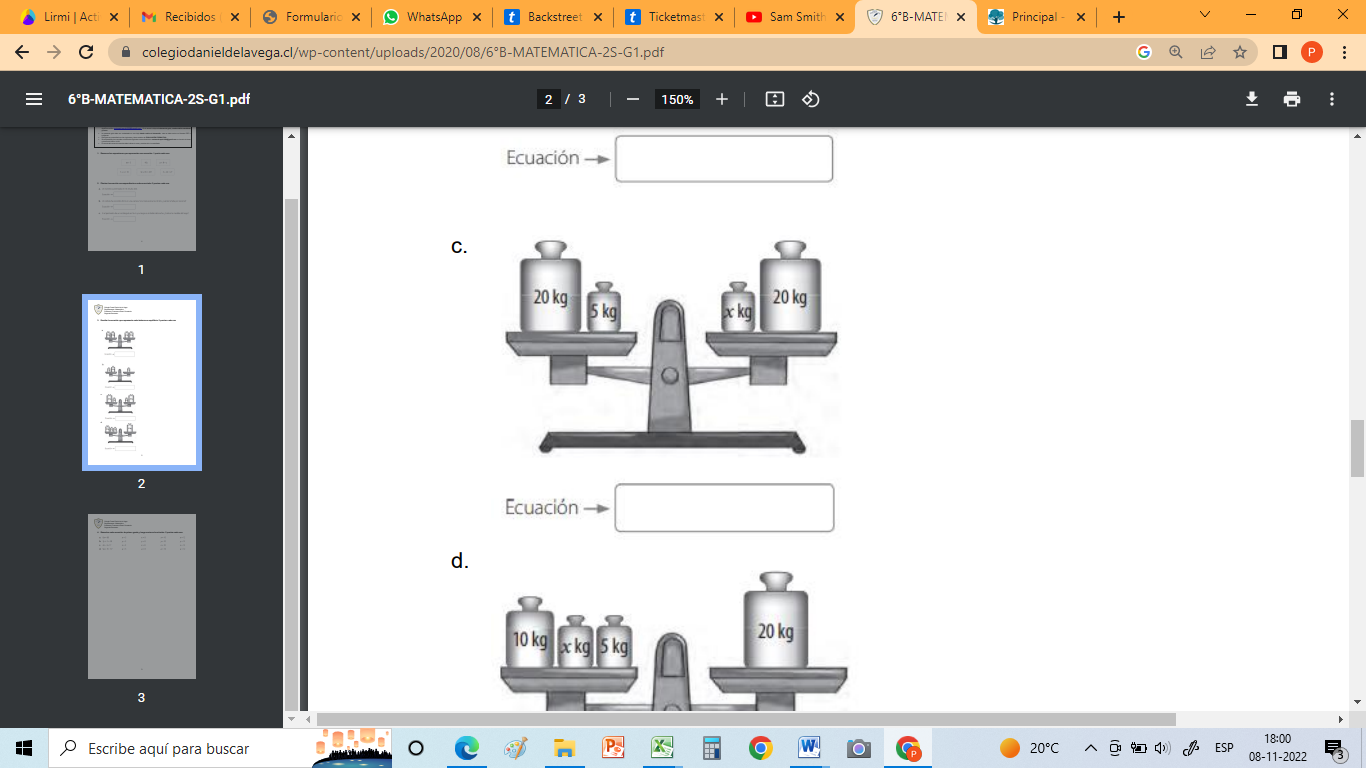 Lirmi | Acti
Recibidos
Formulario
WhatsApp
Backstreet
Ticketmast
Sam Smith
6°B-MATEM
Principal -
colegiodanieldelavega.cl/wp-content/uploads/2020/08/6°B-MATEMATICA-2S-G1.pdf
P
6°B-MATEMATICA-2S-G1.pdf
2 / 3
150%
1
2
3
Ecuación →
c.
20 kg
5 kg
x kg
20 kg
Ecuación →
d.
10 kg
x kg
5 kg
20 kg
Escribe aquí para buscar
20°C
ESP
18:00
08-11-2022
3